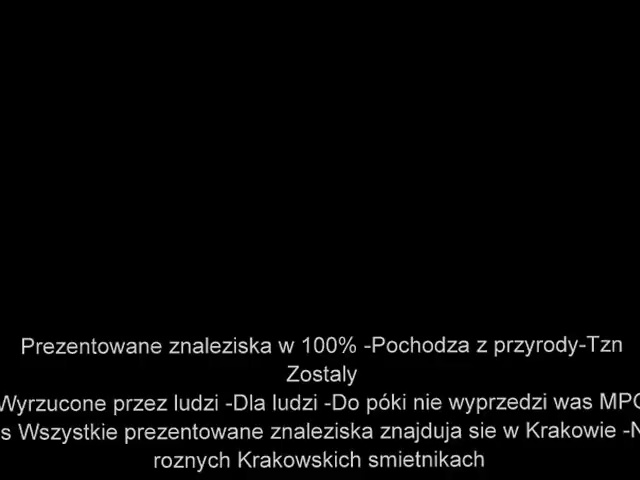 Prezentowane znaleziska w 100% -Pochodza z przyrody-Tzn
Zostaly
Wyrzucone przez ludzi -Dla ludzi -Do póki nie wyprzedzi was MPO
s Wszystkie prezentowane znaleziska znajduja sie w Krakowie -N
roznych Krakowskich smietnikach